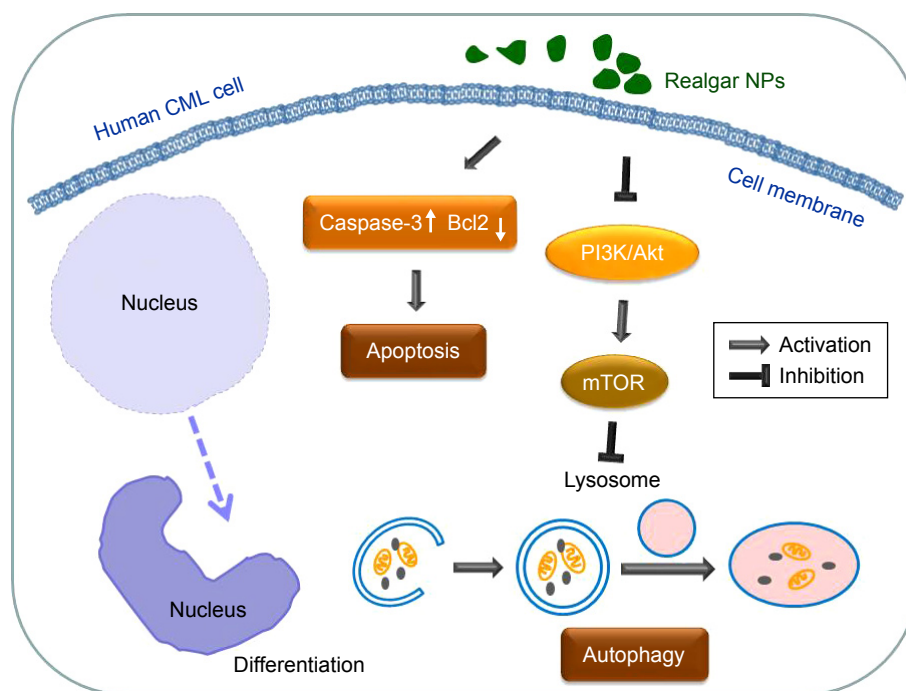 Realgar NPs
Human CML cell
Cell membrane
Caspase-3 Bcl2
PI3K/Akt
Nucleus
Apoptosis
Activation
Inhibition
mTOR
Lysosome
Nucleus
Differentiation
Autophagy